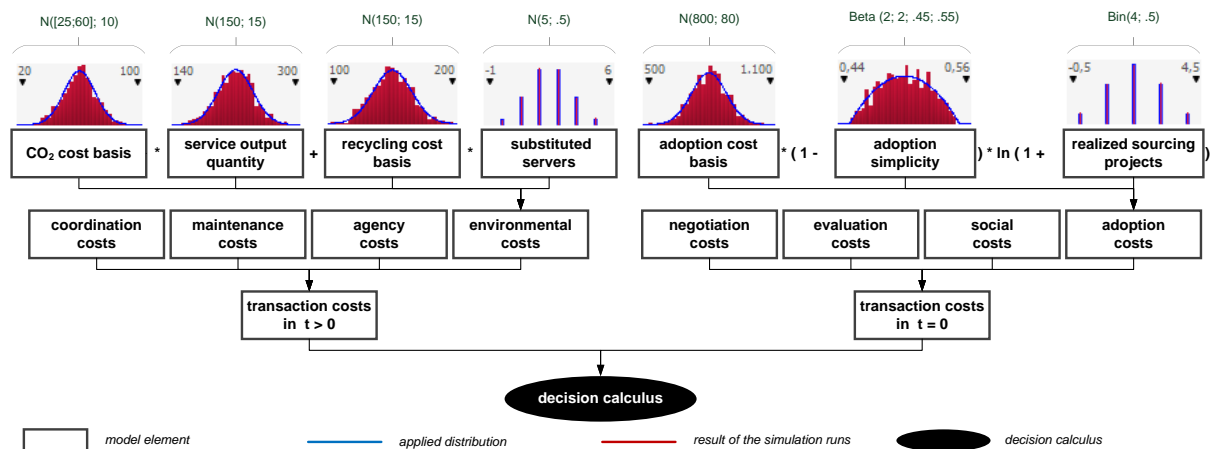 N([25;60]; 10) N(150; 15) N(150; 15) N(5; .5) N(800; 80) Beta (2; 2; .45; .55) Bin(4; .5)
20 100 140 300 100 200 -1 6 500 1.100 0,44 0,56 -0,5 4,5
CO₂ cost basis * service output quantity + recycling cost basis * substituted servers
adoption cost basis * ( 1 - adoption simplicity ) * ln ( 1 + realized sourcing projects )
coordination costs
maintenance costs
agency costs
environmental costs
negotiation costs
evaluation costs
social costs
adoption costs
transaction costs
in t > 0
transaction costs
in t = 0
decision calculus
model element applied distribution result of the simulation runs decision calculus